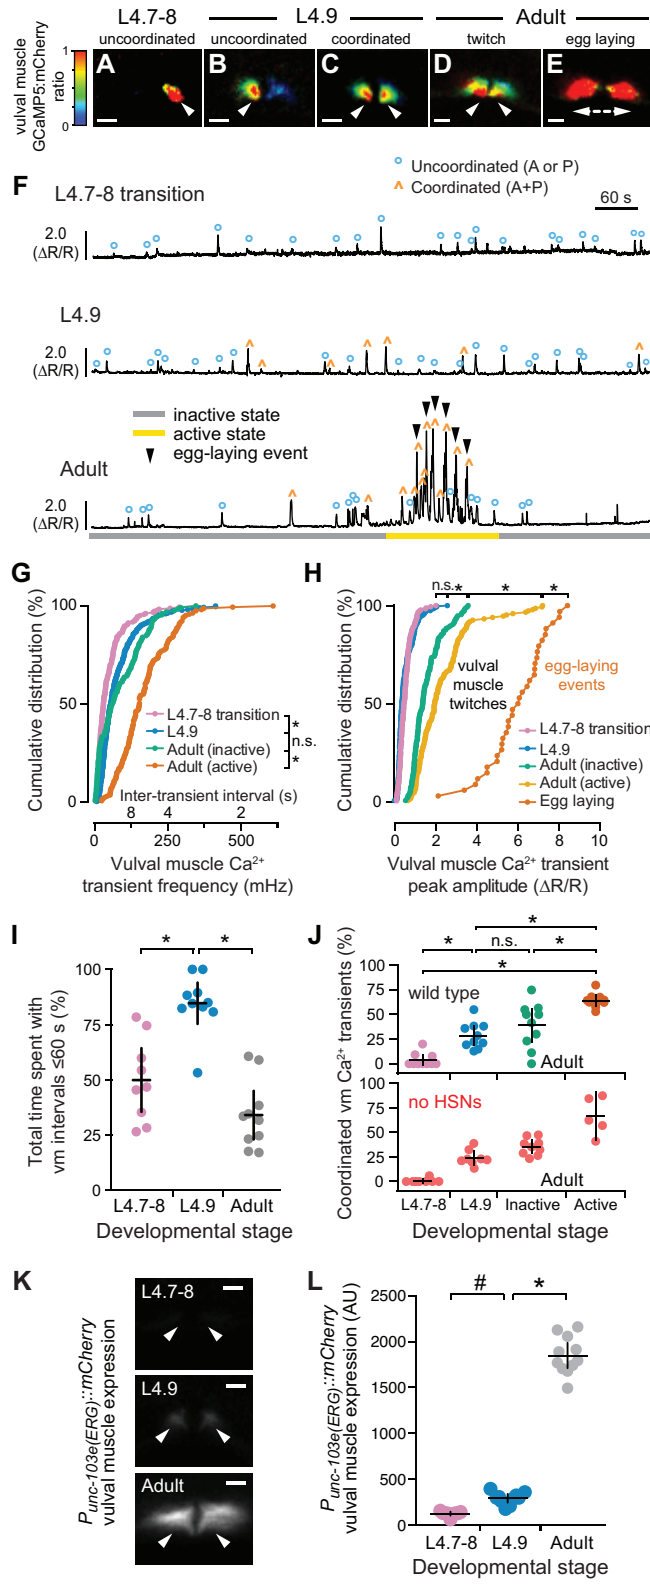 L4.7-8 L4.9 Adult
uncoordinated uncoordinated coordinated twitch egg laying
vulval muscle
GCaMP5:mCherry
ratio
1
0
A B C D E
F
Uncoordinated (A or P)
Coordinated (A+P)
60 s
L4.7-8 transition
2.0
(ΔR/R)
L4.9
2.0
(ΔR/R)
inactive state
active state
egg-laying event
Adult
2.0
(ΔR/R)
G
Cumulative distribution (%)
100
50
0
L4.7-8 transition
L4.9
Adult (inactive)
Adult (active)
*
n.s.
*
Inter-transient interval (s)
8 4 2
0 250 500
Vulval muscle Ca²⁺
transient frequency (mHz)
H
Cumulative distribution (%)
n.s. * * *
100
50
0
vulval
muscle
twitches
egg-laying
events
L4.7-8 transition
L4.9
Adult (inactive)
Adult (active)
Egg laying
0 2 4 6 8 10
Vulval muscle Ca²⁺ transient
peak amplitude (ΔR/R)
I
Total time spent with
vm intervals ≤60 s (%)
* *
100
75
50
25
0
L4.7-8 L4.9 Adult
Developmental stage
J
Coordinated vm Ca²⁺ transients (%)
*
* n.s. *
*
100
75
50
25
0
wild type
Adult
100
75
50
25
0
no HSNs
Adult
L4.7-8 L4.9 Inactive Active
Developmental stage
K
Punc-103e(ERG)::mCherry
vulval muscle expression
L4.7-8
L4.9
Adult
L
Punc-103e(ERG)::mCherry
vulval muscle expression (AU)
# *
2500
2000
1500
1000
500
0
L4.7-8 L4.9 Adult
Developmental stage